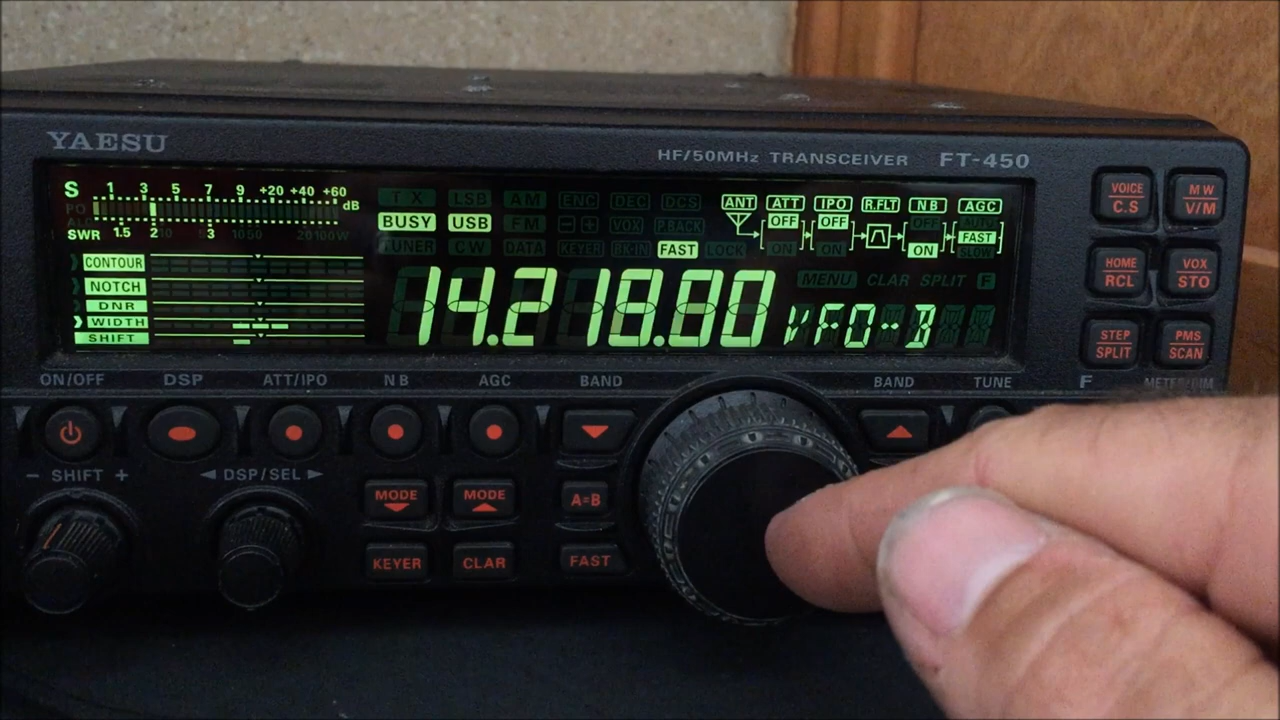 YAESU
HF/50MHz TRANSCEIVER FT-450
S 1 3 5 7 9 +20 +40 +60 dB
PO
ALC
SWR 1.5 2 3 10 50 20 100W
TX LSB AM ENC DEC DCS
BUSY USB FM − + VOX P.BACK
TUNER CW DATA KEYER BK-IN FAST LOCK
ANT ATT IPO R.FLT NB AGC
OFF OFF OFF AUTO
FAST
ON ON ON SLOW
CONTOUR
NOTCH
DNR
WIDTH
SHIFT
MENU CLAR SPLIT F
14.218.80 VFO-B
VOICE C.S
MW V/M
HOME RCL
VOX STO
STEP SPLIT
PMS SCAN
ON/OFF DSP ATT/IPO NB AGC BAND BAND TUNE F
− SHIFT + ◄ DSP/SEL ►
MODE MODE A=B
KEYER CLAR FAST